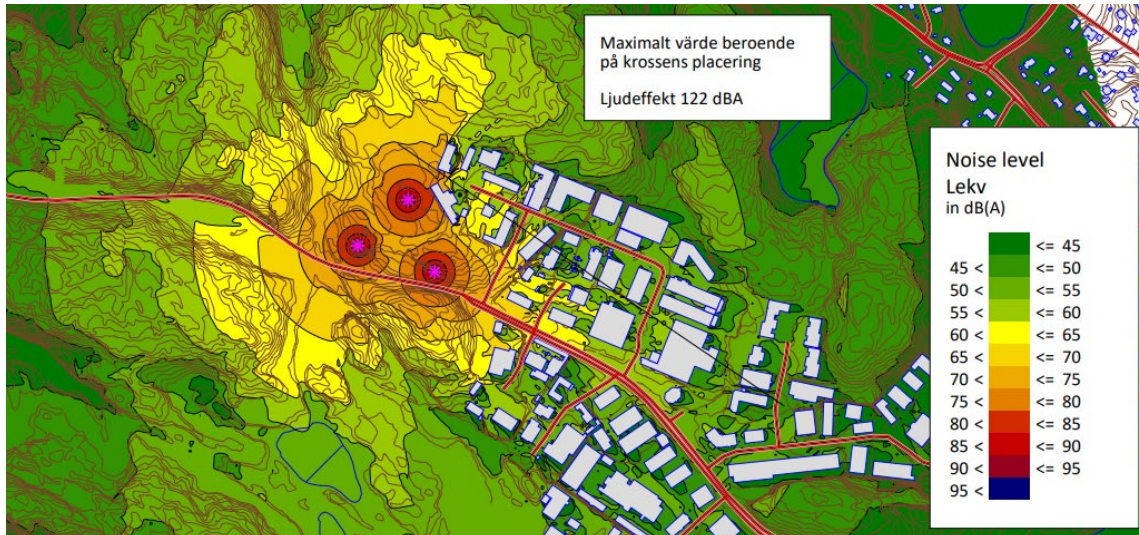 Maximalt värde beroende
på krossens placering
Ljudeffekt 122 dBA
Noise level
Lekv
in dB(A)
<= 45
45 < <= 50
50 < <= 55
55 < <= 60
60 < <= 65
65 < <= 70
70 < <= 75
75 < <= 80
80 < <= 85
85 < <= 90
90 < <= 95
95 <